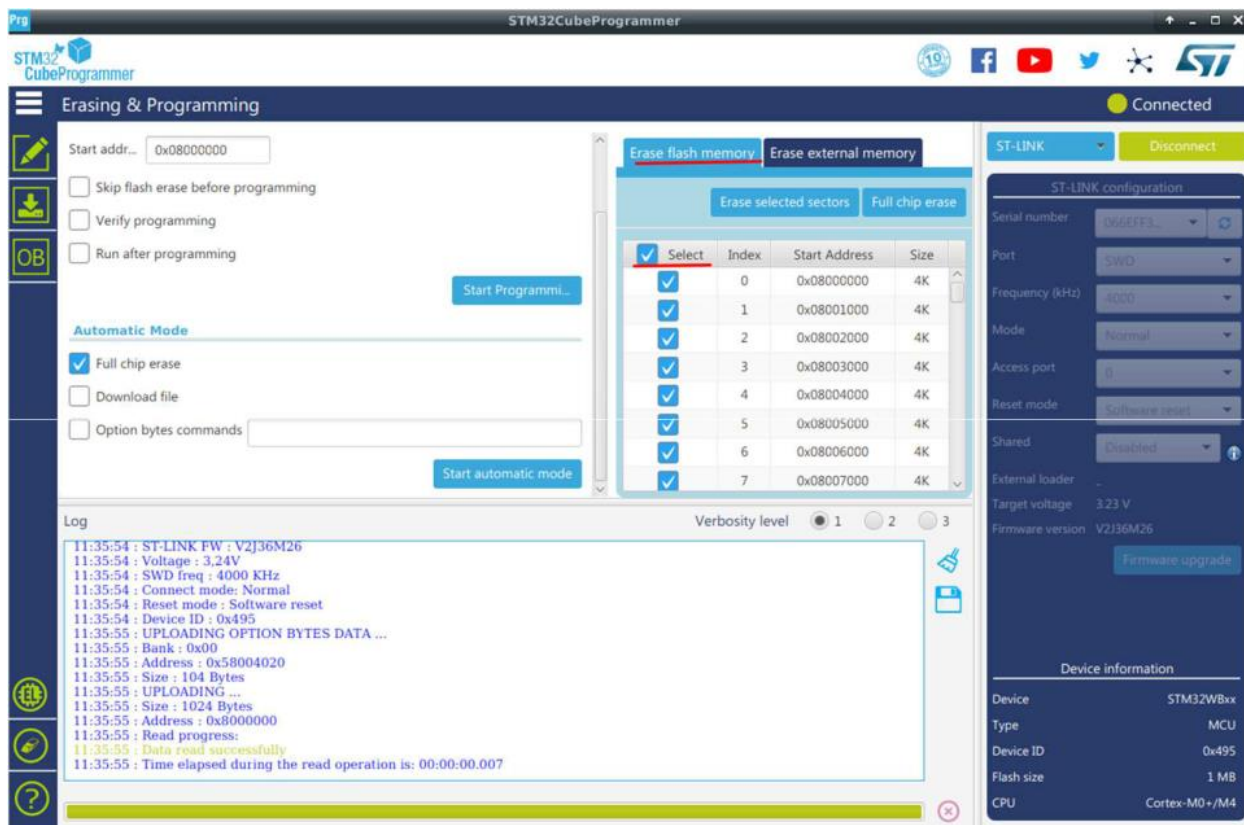 Prg
STM32CubeProgrammer
STM32
CubeProgrammer
10
Erasing & Programming
Connected
Start addr... 0x08000000
Skip flash erase before programming
Verify programming
Run after programming
Start Programmi...
Automatic Mode
Full chip erase
Download file
Option bytes commands
Start automatic mode
Erase flash memory Erase external memory
Erase selected sectors Full chip erase
Select Index Start Address Size
0 0x08000000 4K
1 0x08001000 4K
2 0x08002000 4K
3 0x08003000 4K
4 0x08004000 4K
5 0x08005000 4K
6 0x08006000 4K
7 0x08007000 4K
Log
Verbosity level 1 2 3
11:35:54 : ST-LINK FW : V2J36M26
11:35:54 : Voltage : 3,24V
11:35:54 : SWD freq : 4000 KHz
11:35:54 : Connect mode: Normal
11:35:54 : Reset mode : Software reset
11:35:54 : Device ID : 0x495
11:35:55 : UPLOADING OPTION BYTES DATA ...
11:35:55 : Bank : 0x00
11:35:55 : Address : 0x58004020
11:35:55 : Size : 104 Bytes
11:35:55 : UPLOADING ...
11:35:55 : Size : 1024 Bytes
11:35:55 : Address : 0x8000000
11:35:55 : Read progress:
11:35:55 : Data read successfully
11:35:55 : Time elapsed during the read operation is: 00:00:00.007
ST-LINK Disconnect
ST-LINK configuration
Serial number 066EFF3...
Port SWD
Frequency (kHz) 4000
Mode Normal
Access port 0
Reset mode Software reset
Shared Disabled
External loader _
Target voltage 3.23 V
Firmware version V2J36M26
Firmware upgrade
Device information
Device STM32WBxx
Type MCU
Device ID 0x495
Flash size 1 MB
CPU Cortex-M0+/M4
OB